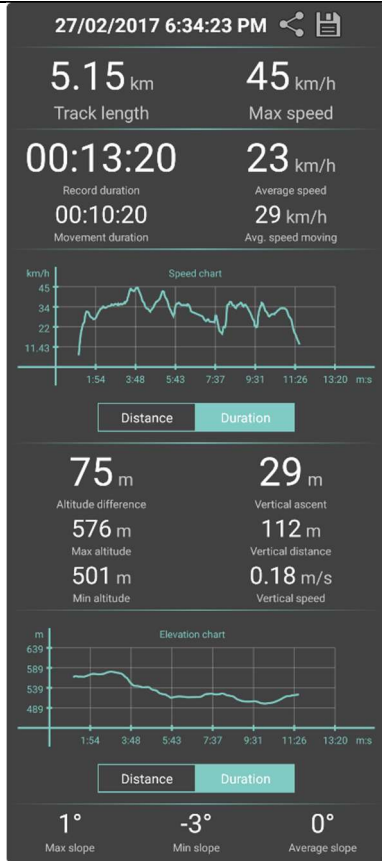 27/02/2017 6:34:23 PM
5.15 km 45 km/h
Track length Max speed
00:13:20 23 km/h
Record duration Average speed
00:10:20 29 km/h
Movement duration Avg. speed moving
km/h Speed chart
45
34
22
11.43
1:54 3:48 5:43 7:37 9:31 11:26 13:20 m:s
Distance Duration
75 m 29 m
Altitude difference Vertical ascent
576 m 112 m
Max altitude Vertical distance
501 m 0.18 m/s
Min altitude Vertical speed
m Elevation chart
639
589
539
489
1:54 3:48 5:43 7:37 9:31 11:26 13:20 m:s
Distance Duration
1° -3° 0°
Max slope Min slope Average slope